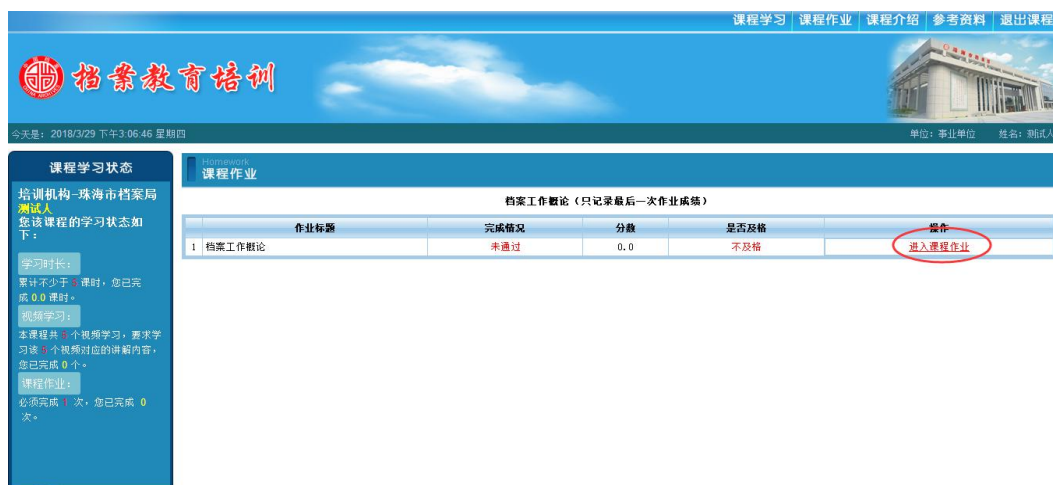 课程学习 课程作业 课程介绍 参考资料 退出课程
档案教育培训
今天是：2018/3/29 下午3:06:46 星期四 单位：事业单位 姓名：测试人
课程学习状态
培训机构-珠海市档案局
测试人
您该课程的学习状态如
下：
学习时长：
累计不少于 课时，您已完
成 0.0 课时。
视频学习：
本课程共 个视频学习，要求学
习该 个视频对应的讲解内容，
您已完成 0 个。
课程作业：
必须完成 1 次，您已完成 0
次。
Homework
课程作业
档案工作概论（只记录最后一次作业成绩）
作业标题 完成情况 分数 是否及格 操作
1 档案工作概论 未通过 0.0 不及格 进入课程作业